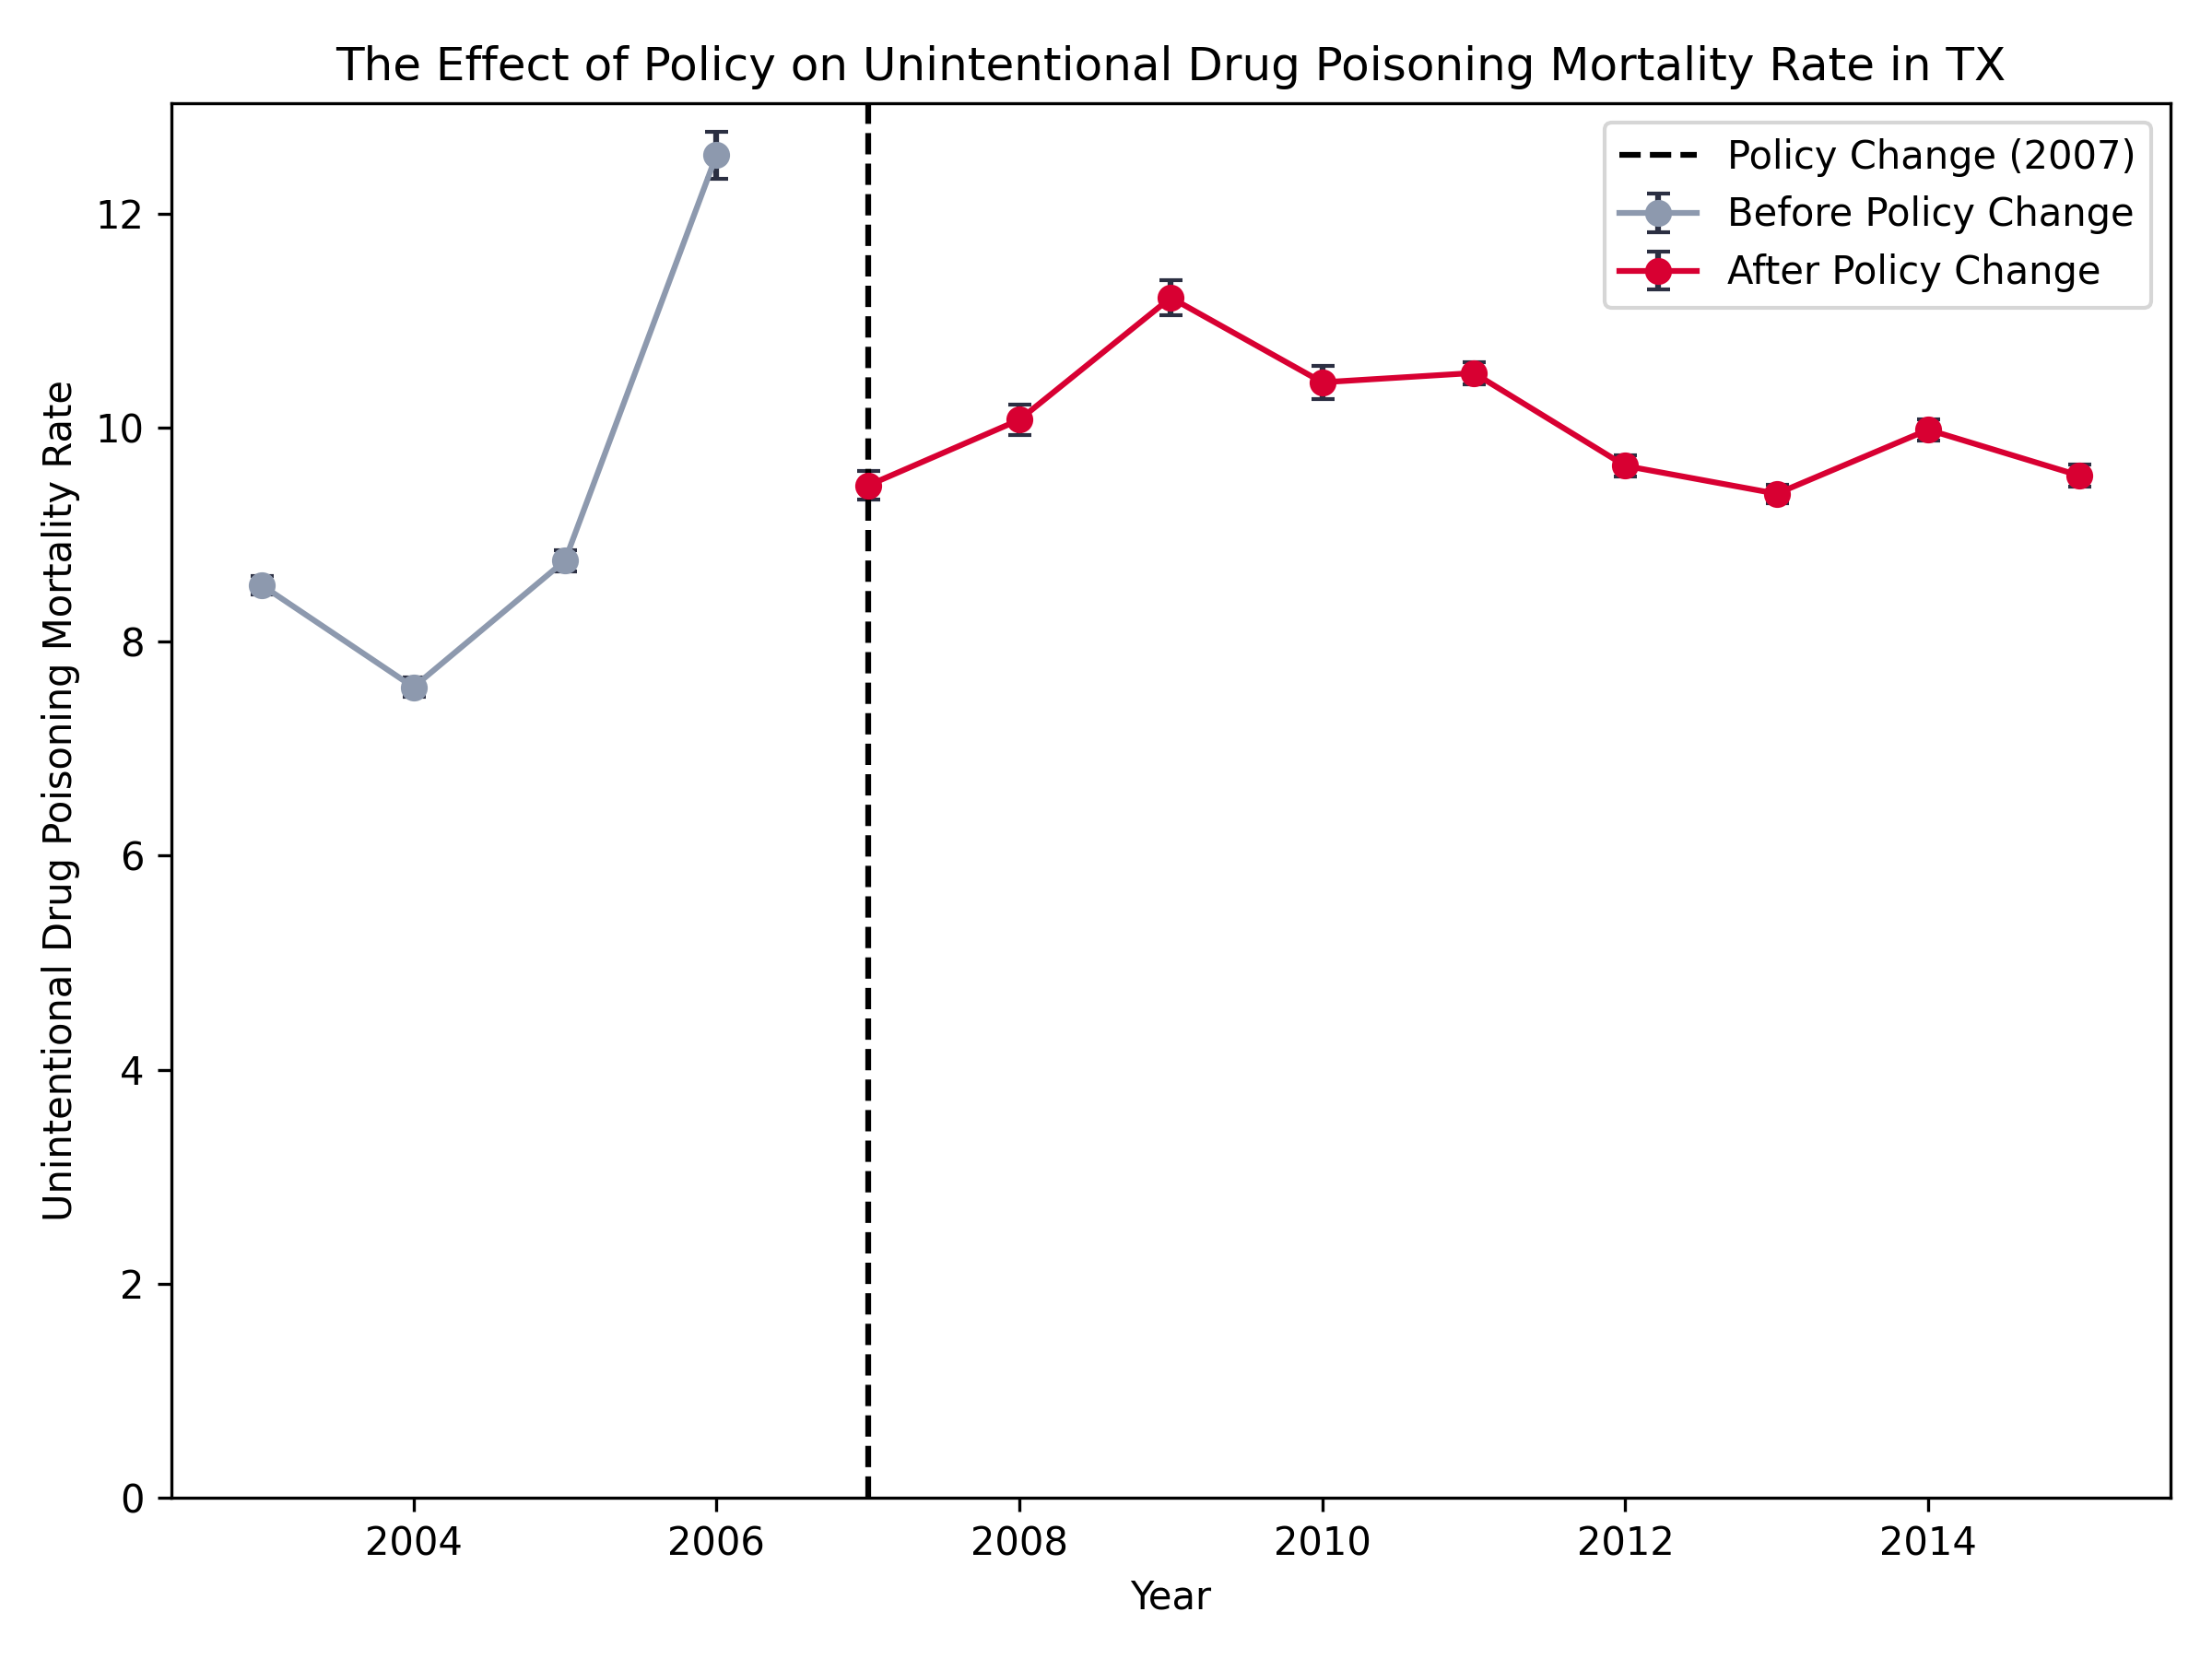 The Effect of Policy on Unintentional Drug Poisoning Mortality Rate in TX
Policy Change (2007)
Before Policy Change
After Policy Change
Unintentional Drug Poisoning Mortality Rate
12
10
8
6
4
2
0
2004 2006 2008 2010 2012 2014
Year